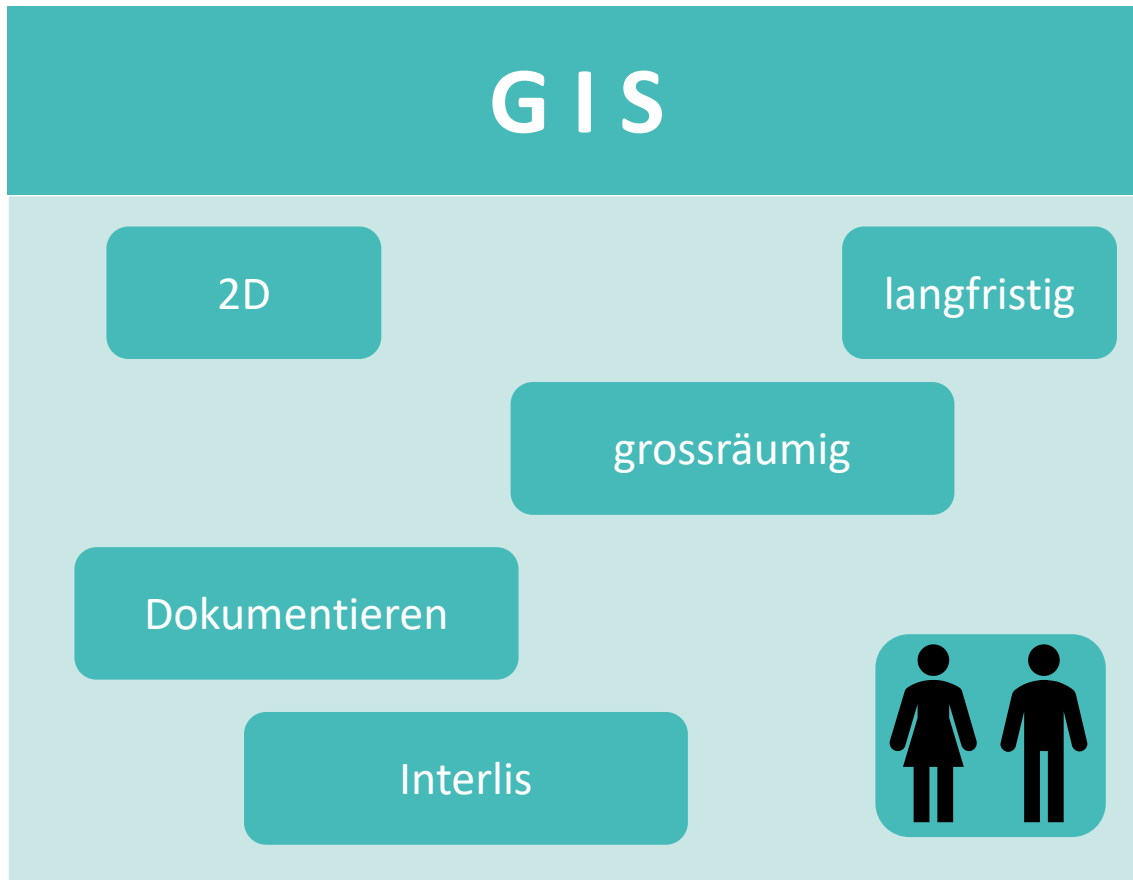 G I S
2D
langfristig
grossräumig
Dokumentieren
Interlis